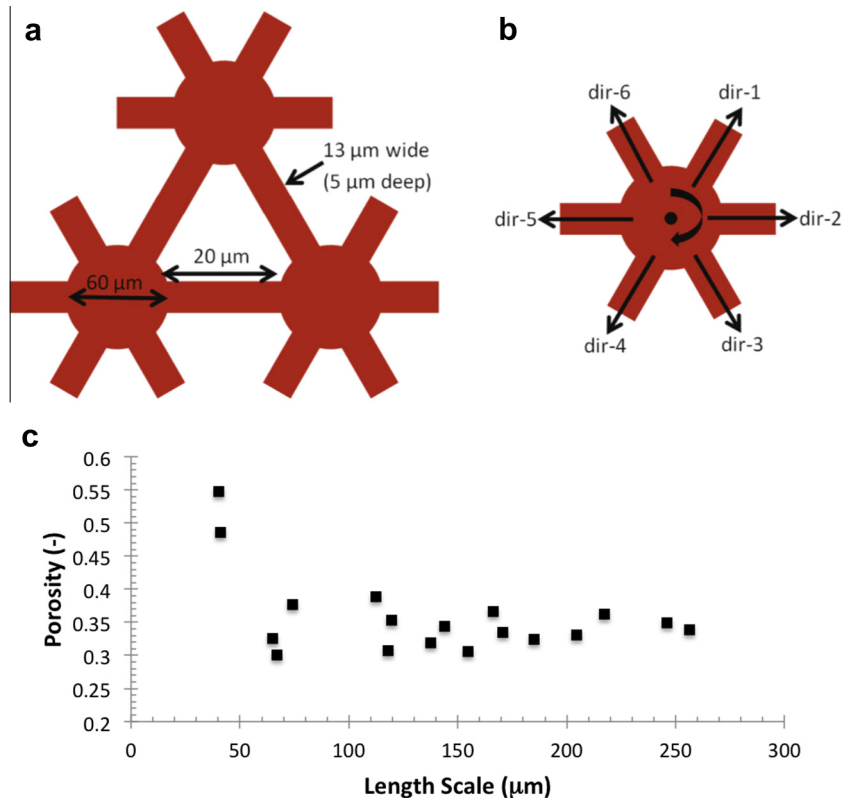 a
13 µm wide
(5 µm deep)
20 µm
60 µm
b
dir-6
dir-1
dir-5
dir-2
dir-4
dir-3
c
Porosity (-)
0.6
0.55
0.5
0.45
0.4
0.35
0.3
0.25
0.2
0
50
100
150
200
250
300
Length Scale (µm)